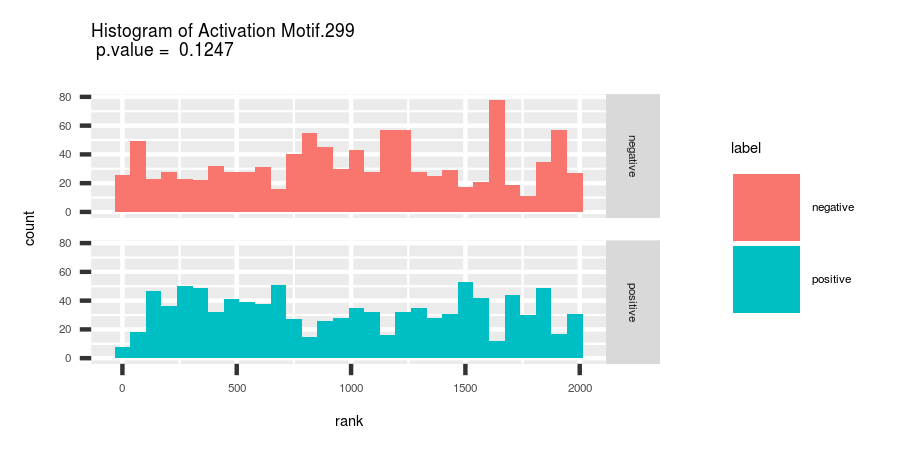 Histogram of Activation Motif.299
p.value = 0.1247
80
60
40
20
0
negative
80
60
40
20
0
positive
0 500 1000 1500 2000
rank
count
label
negative
positive